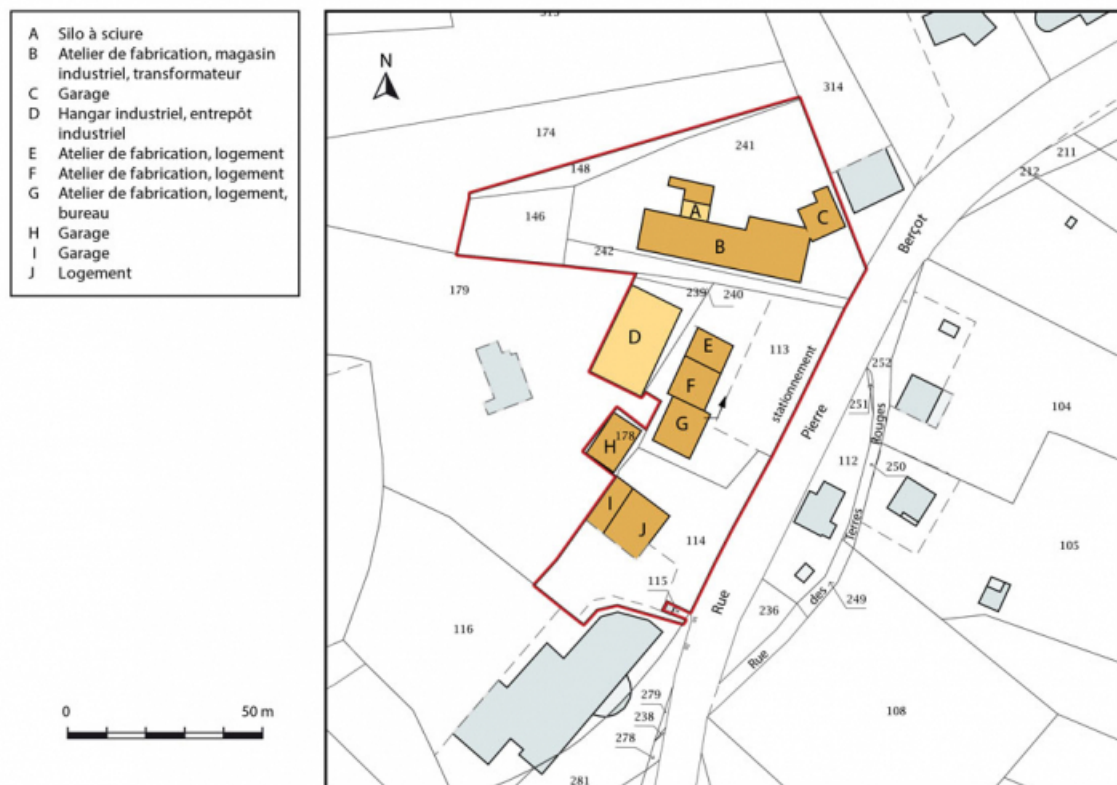 A Silo à sciure
B Atelier de fabrication, magasin
industriel, transformateur
C Garage
D Hangar industriel, entrepôt
industriel
E Atelier de fabrication, logement
F Atelier de fabrication, logement
G Atelier de fabrication, logement,
bureau
H Garage
I Garage
J Logement
0 50 m
N
314
174
241
148
211
212
146
A
C
B
Berçot
242
179
239
240
D
113
E
F
G
stationnement
Pierre
252
251
Rouges
104
H
178
112
250
I
J
Terres
114
105
115
Rue
des
249
236
116
Rue
279
238
278
108
281